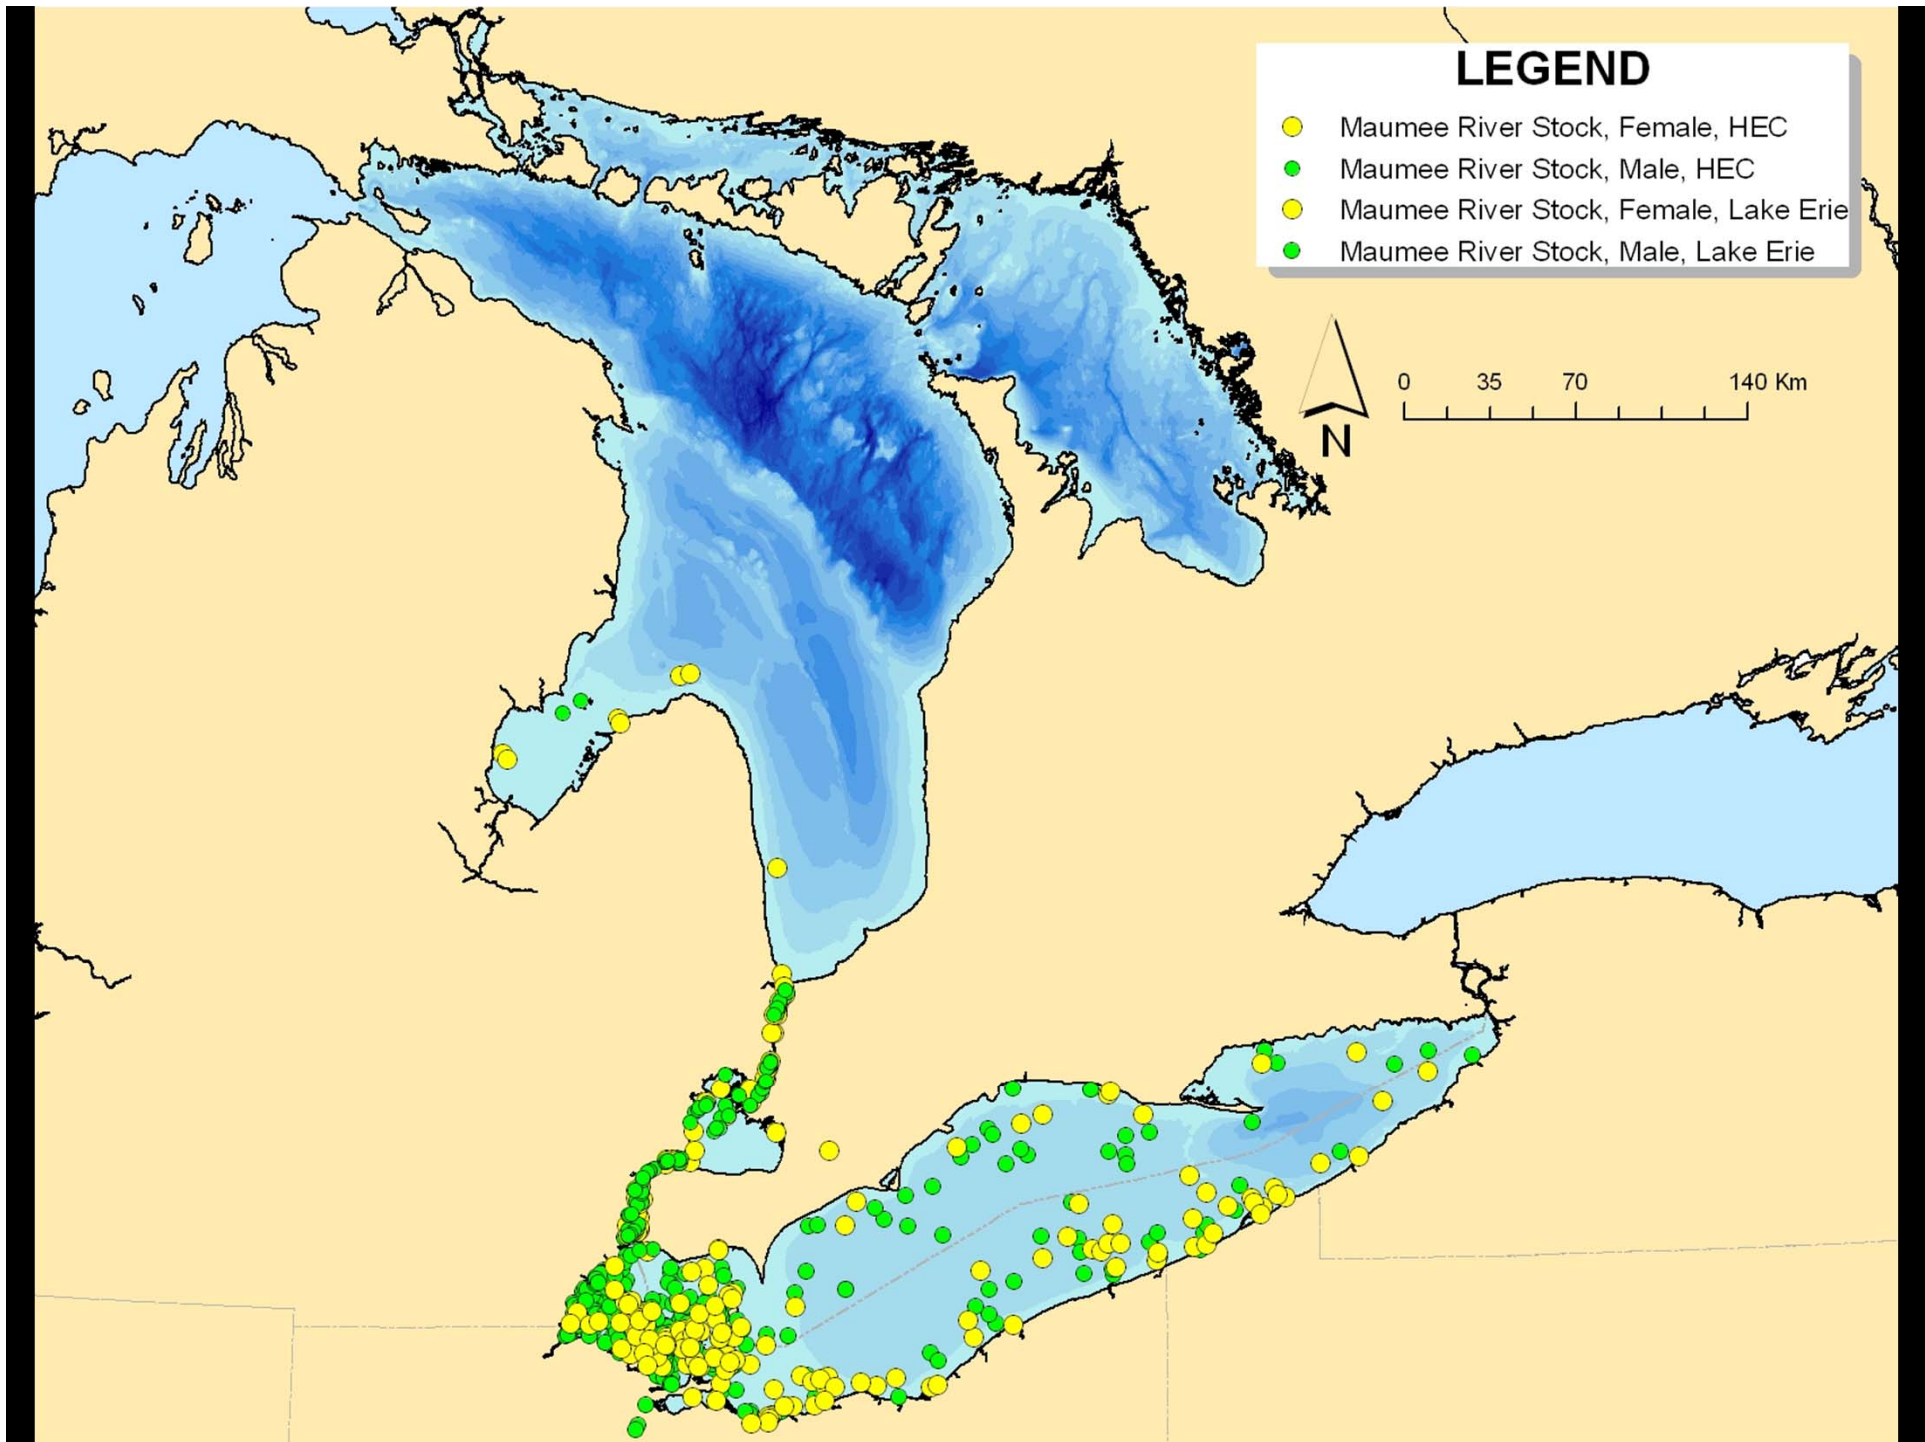 LEGEND
Maumee River Stock, Female, HEC
Maumee River Stock, Male, HEC
Maumee River Stock, Female, Lake Erie
Maumee River Stock, Male, Lake Erie
0 35 70 140 Km
N